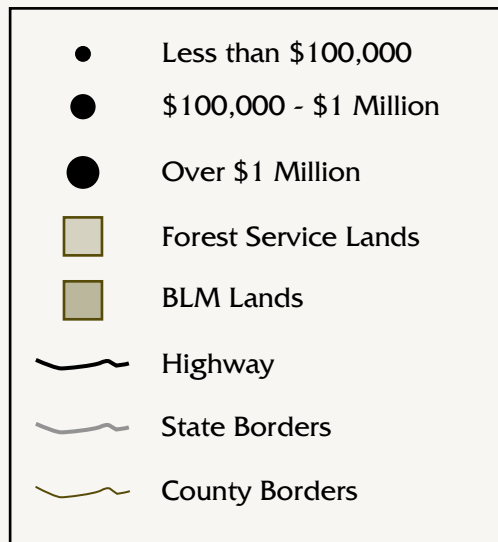 Less than $100,000
$100,000 - $1 Million
Over $1 Million
Forest Service Lands
BLM Lands
Highway
State Borders
County Borders